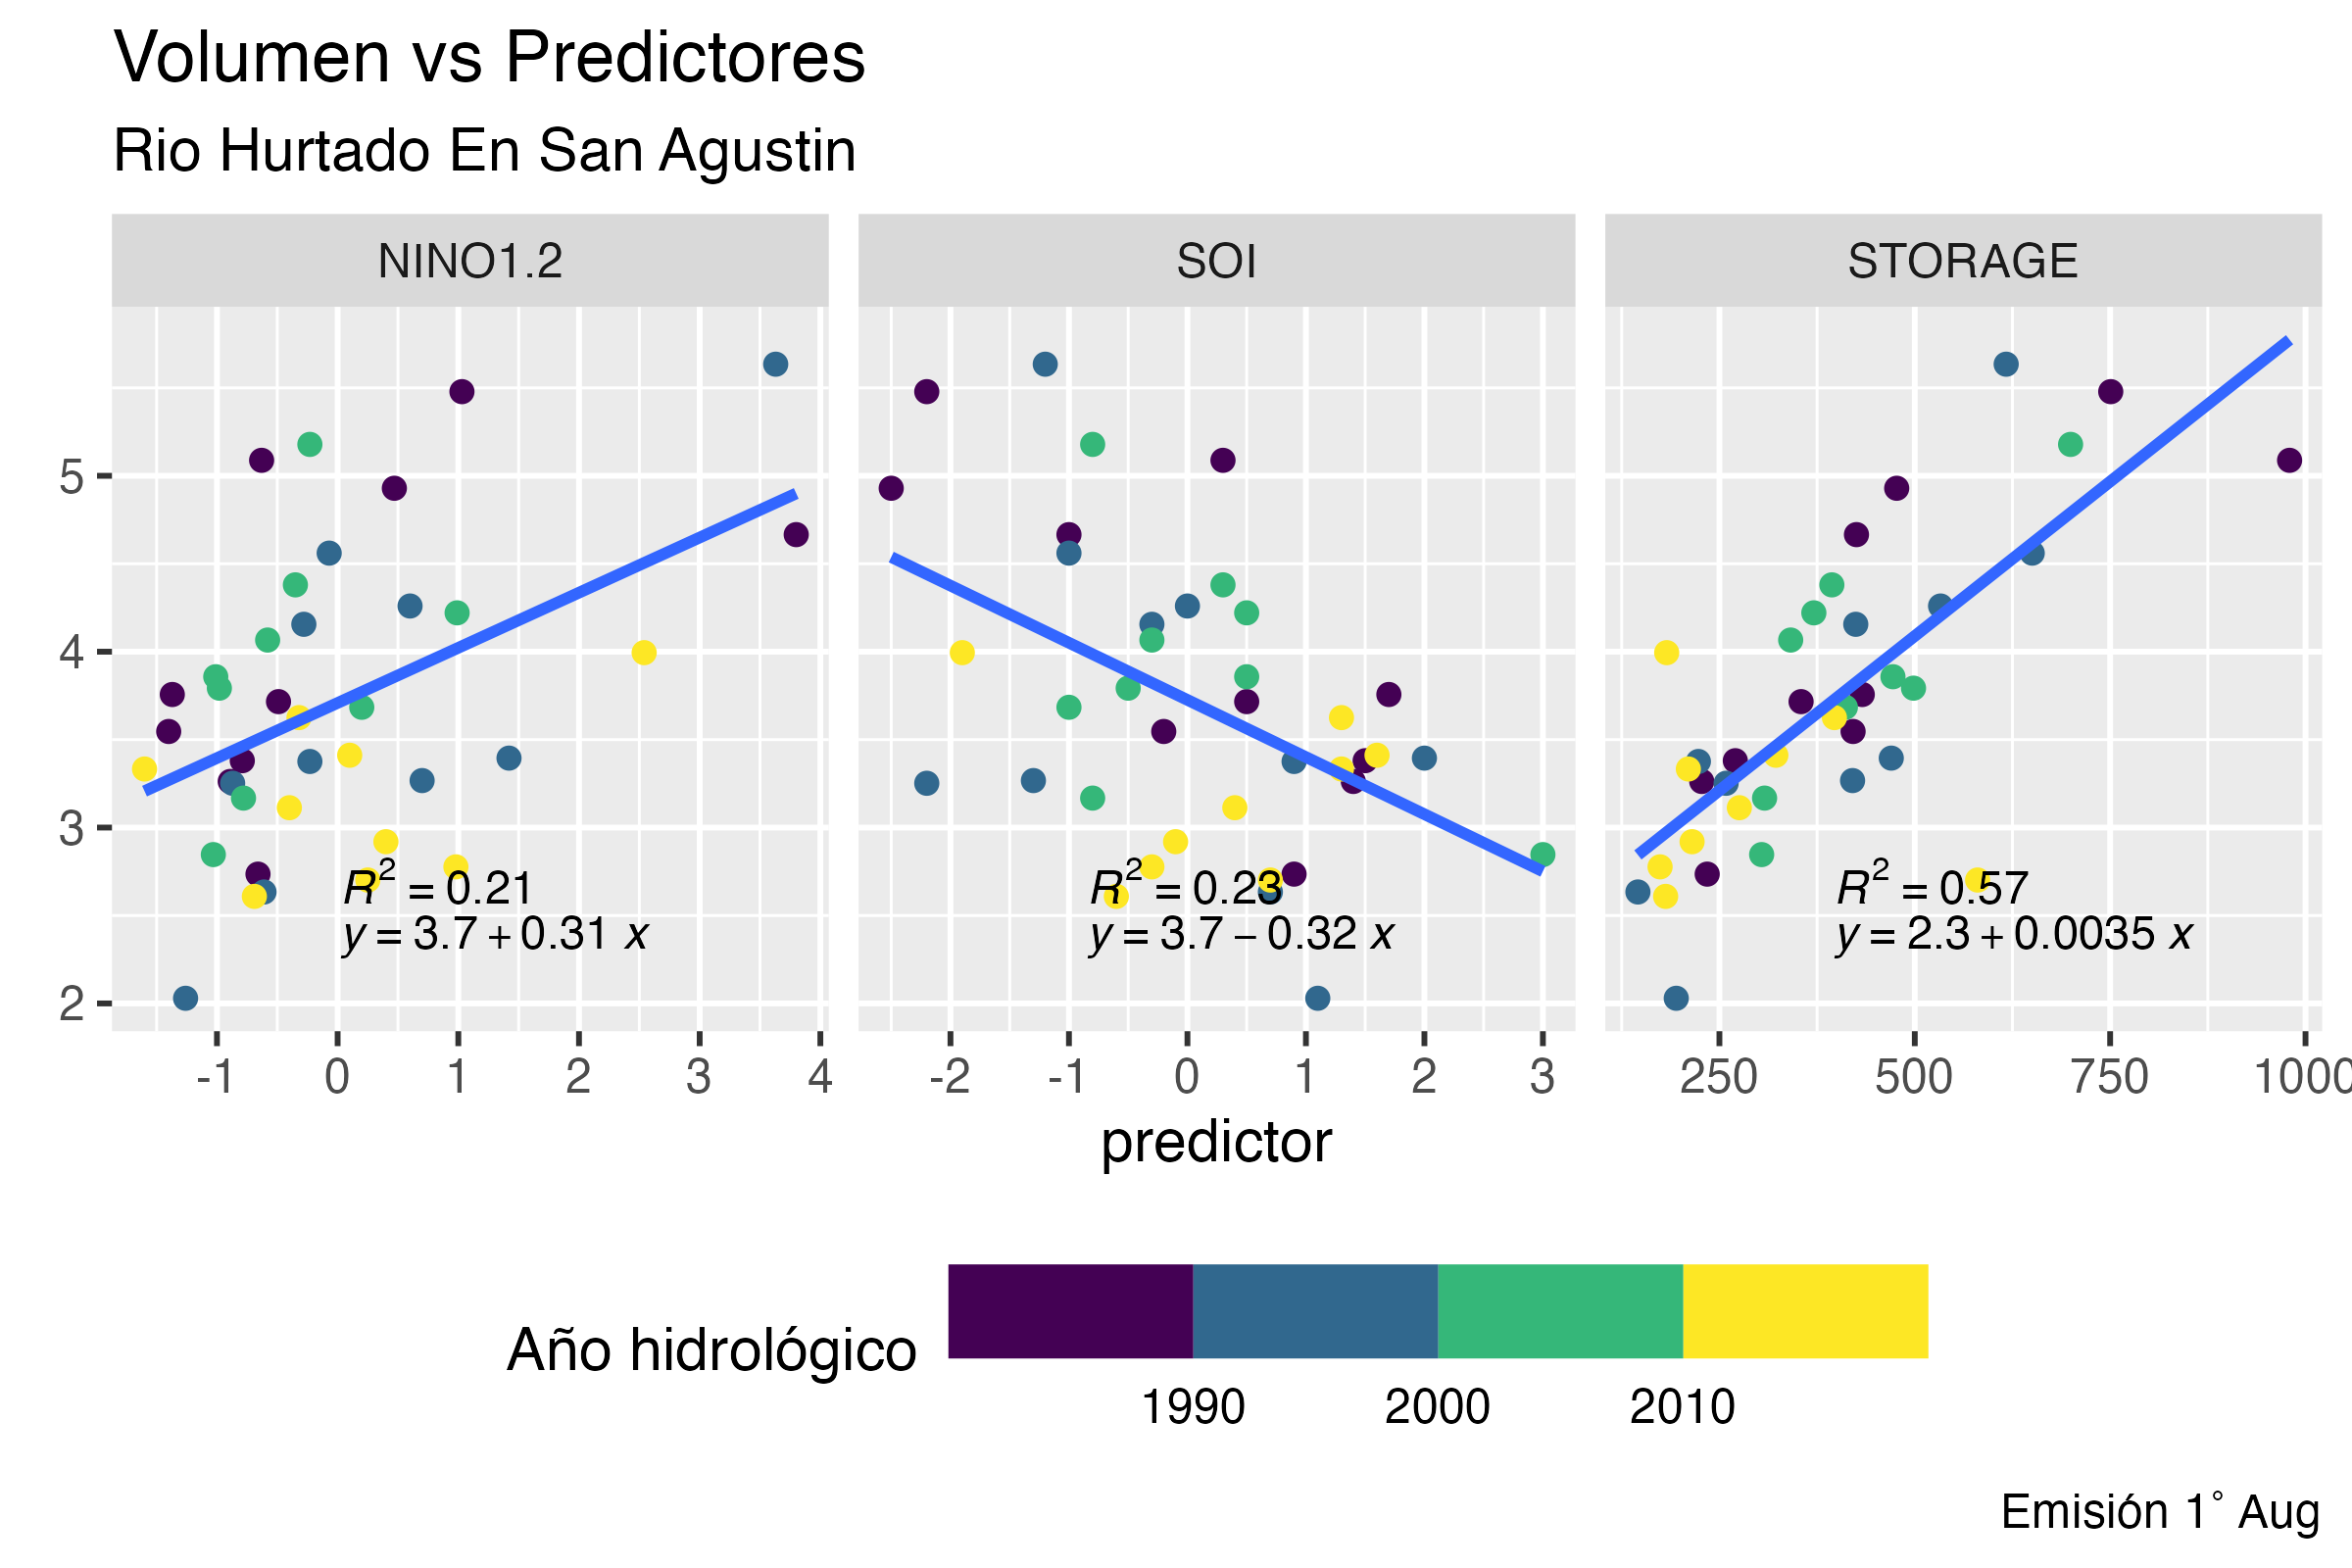 Volumen vs Predictores
Rio Hurtado En San Agustin
NINO1.2 SOI STORAGE
5
4
3
2
R² = 0.21 R² = 0.23 R² = 0.57
y = 3.7 + 0.31 x y = 3.7 − 0.32 x y = 2.3 + 0.0035 x
-1 0 1 2 3 4 -2 -1 0 1 2 3 250 500 750 1000
predictor
Año hidrológico
1990 2000 2010
Emisión 1° Aug